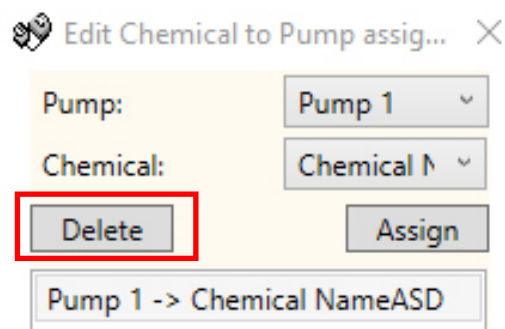 Edit Chemical to Pump assig...
Pump: Pump 1
Chemical: Chemical N
Delete Assign
Pump 1 -> Chemical NameASD